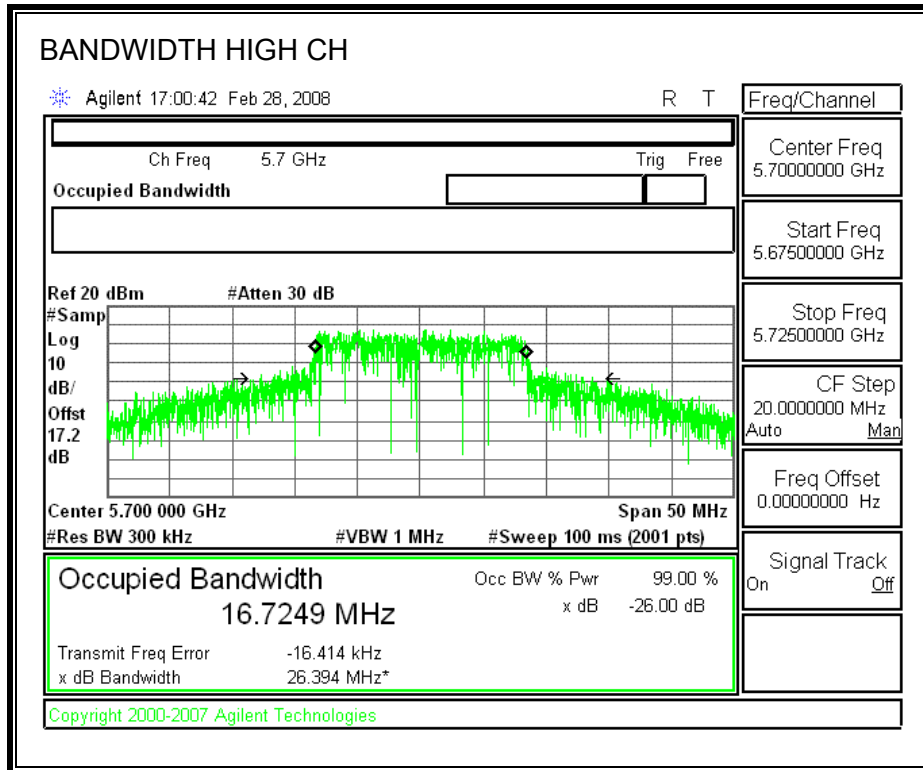 BANDWIDTH HIGH CH
Agilent 17:00:42 Feb 28, 2008 R T
Freq/Channel
Ch Freq 5.7 GHz Trig Free
Occupied Bandwidth
Center Freq
5.70000000 GHz
Start Freq
5.67500000 GHz
Stop Freq
5.72500000 GHz
CF Step
20.0000000 MHz
Auto Man
Freq Offset
0.00000000 Hz
Signal Track
On Off
Ref 20 dBm #Atten 30 dB
#Samp
Log
10
dB/
Offst
17.2
dB
Center 5.700 000 GHz Span 50 MHz
#Res BW 300 kHz #VBW 1 MHz #Sweep 100 ms (2001 pts)
Occupied Bandwidth Occ BW % Pwr 99.00 %
16.7249 MHz x dB -26.00 dB
Transmit Freq Error -16.414 kHz
x dB Bandwidth 26.394 MHz*
Copyright 2000-2007 Agilent Technologies